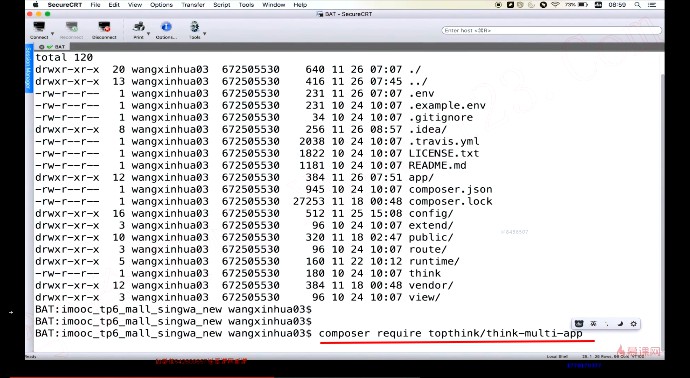 SecureCRT File Edit View Options Transfer Script Tools Window Help 73% 08:59
BAT - SecureCRT
Connect Reconnect Disconnect Print Options... Tools Enter host <⌘R>
BAT
total 120
drwxr-xr-x 20 wangxinhua03 672505530 640 11 26 07:07 ./
drwxr-xr-x 13 wangxinhua03 672505530 416 11 26 07:45 ../
-rw-r--r-- 1 wangxinhua03 672505530 231 11 26 07:07 .env
-rw-r--r-- 1 wangxinhua03 672505530 231 10 24 10:07 .example.env
-rw-r--r-- 1 wangxinhua03 672505530 34 10 24 10:07 .gitignore
drwxr-xr-x 8 wangxinhua03 672505530 256 11 26 08:57 .idea/
-rw-r--r-- 1 wangxinhua03 672505530 2038 10 24 10:07 .travis.yml
-rw-r--r-- 1 wangxinhua03 672505530 1822 10 24 10:07 LICENSE.txt
-rw-r--r-- 1 wangxinhua03 672505530 1181 10 24 10:07 README.md
drwxr-xr-x 12 wangxinhua03 672505530 384 11 26 07:51 app/
-rw-r--r-- 1 wangxinhua03 672505530 945 10 24 10:07 composer.json
-rw-r--r-- 1 wangxinhua03 672505530 27253 11 18 00:48 composer.lock
drwxr-xr-x 16 wangxinhua03 672505530 512 11 25 15:08 config/
drwxr-xr-x 3 wangxinhua03 672505530 96 10 24 10:07 extend/
drwxr-xr-x 10 wangxinhua03 672505530 320 11 18 02:47 public/
drwxr-xr-x 3 wangxinhua03 672505530 96 10 24 10:07 route/
drwxr-xr-x 5 wangxinhua03 672505530 160 11 22 10:12 runtime/
-rw-r--r-- 1 wangxinhua03 672505530 180 10 24 10:07 think
drwxr-xr-x 12 wangxinhua03 672505530 384 11 18 00:48 vendor/
drwxr-xr-x 3 wangxinhua03 672505530 96 10 24 10:07 view/
BAT:imooc_tp6_mall_singwa_new wangxinhua03$
BAT:imooc_tp6_mall_singwa_new wangxinhua03$
BAT:imooc_tp6_mall_singwa_new wangxinhua03$ composer require topthink/think-multi-app
慕课网